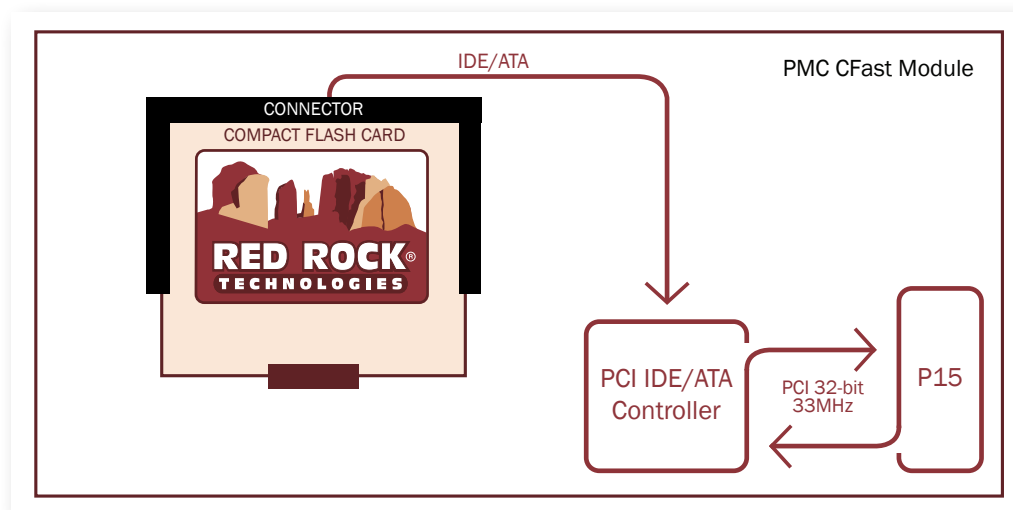 IDE/ATA
PMC CFast Module
CONNECTOR
COMPACT FLASH CARD
RED ROCK®
TECHNOLOGIES
PCI IDE/ATA
Controller
PCI 32-bit
33MHz
P15